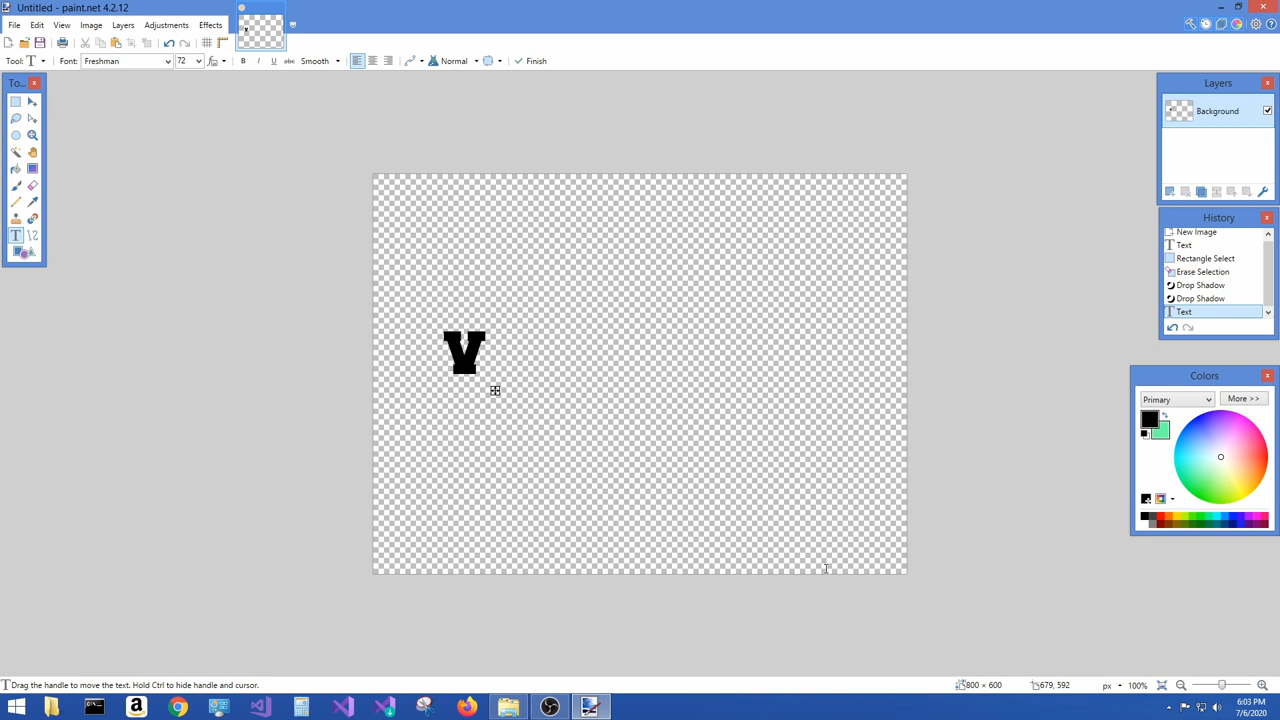 Untitled - paint.net 4.2.12
File Edit View Image Layers Adjustments Effects
Tool: T Font: Freshman 72 B I U abc Smooth Normal Finish
To...
V
Layers
Background
History
New Image
Text
Rectangle Select
Erase Selection
Drop Shadow
Drop Shadow
Text
Colors
Primary More >>
Drag the handle to move the text. Hold Ctrl to hide handle and cursor. 800 × 600 679, 592 px 100%
6:03 PM
7/6/2020